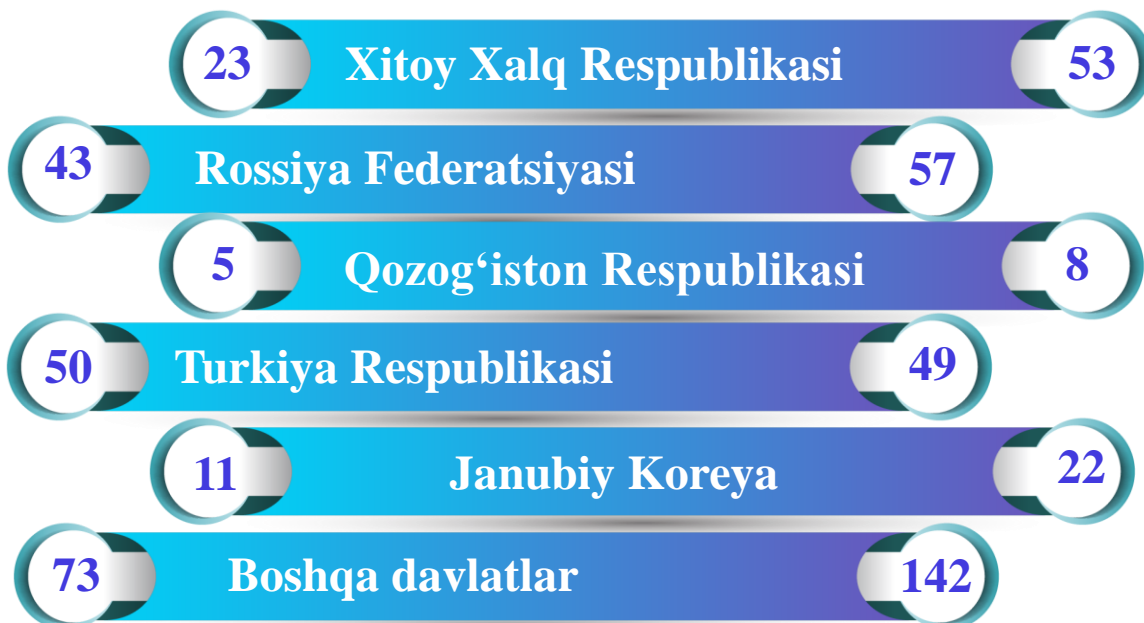 23 Xitoy Xalq Respublikasi 53
43 Rossiya Federatsiyasi 57
5 Qozog‘iston Respublikasi 8
50 Turkiya Respublikasi 49
11 Janubiy Koreya 22
73 Boshqa davlatlar 142